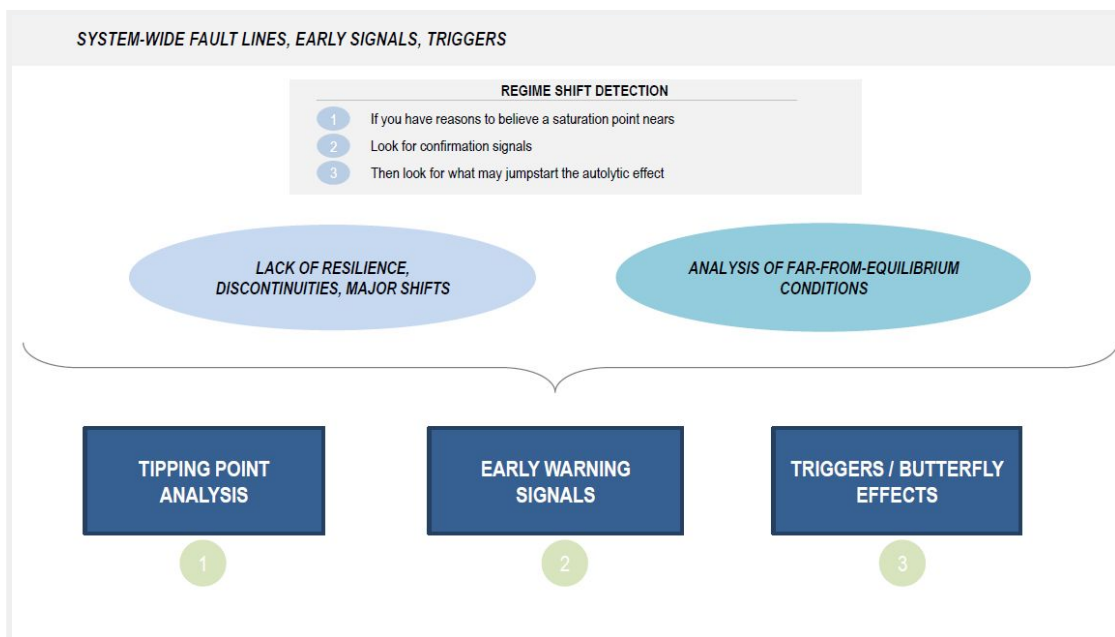 SYSTEM-WIDE FAULT LINES, EARLY SIGNALS, TRIGGERS
REGIME SHIFT DETECTION
1 If you have reasons to believe a saturation point nears
2 Look for confirmation signals
3 Then look for what may jumpstart the autolytic effect
LACK OF RESILIENCE,
DISCONTINUITIES, MAJOR SHIFTS
ANALYSIS OF FAR-FROM-EQUILIBRIUM
CONDITIONS
TIPPING POINT
ANALYSIS
1
EARLY WARNING
SIGNALS
2
TRIGGERS / BUTTERFLY
EFFECTS
3